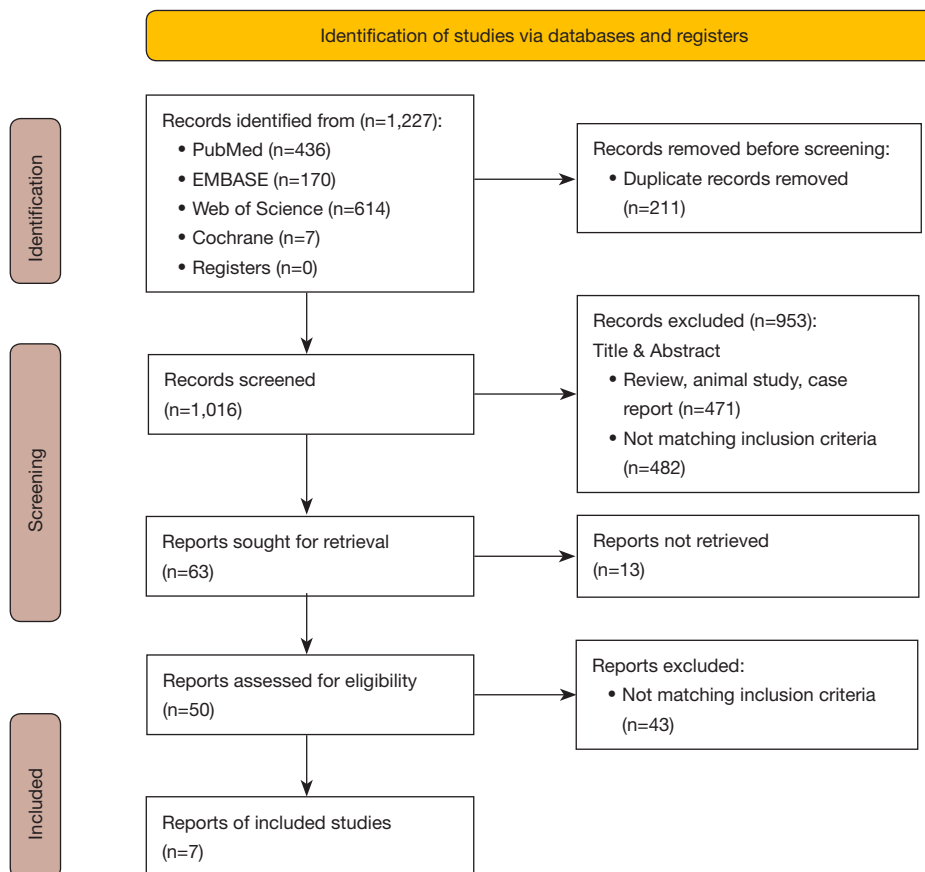 Identification of studies via databases and registers
Identification
Records identified from (n=1,227):
• PubMed (n=436)
• EMBASE (n=170)
• Web of Science (n=614)
• Cochrane (n=7)
• Registers (n=0)
Records removed before screening:
• Duplicate records removed
(n=211)
Screening
Records screened
(n=1,016)
Records excluded (n=953):
Title & Abstract
• Review, animal study, case
report (n=471)
• Not matching inclusion criteria
(n=482)
Reports sought for retrieval
(n=63)
Reports not retrieved
(n=13)
Reports assessed for eligibility
(n=50)
Reports excluded:
• Not matching inclusion criteria
(n=43)
Included
Reports of included studies
(n=7)